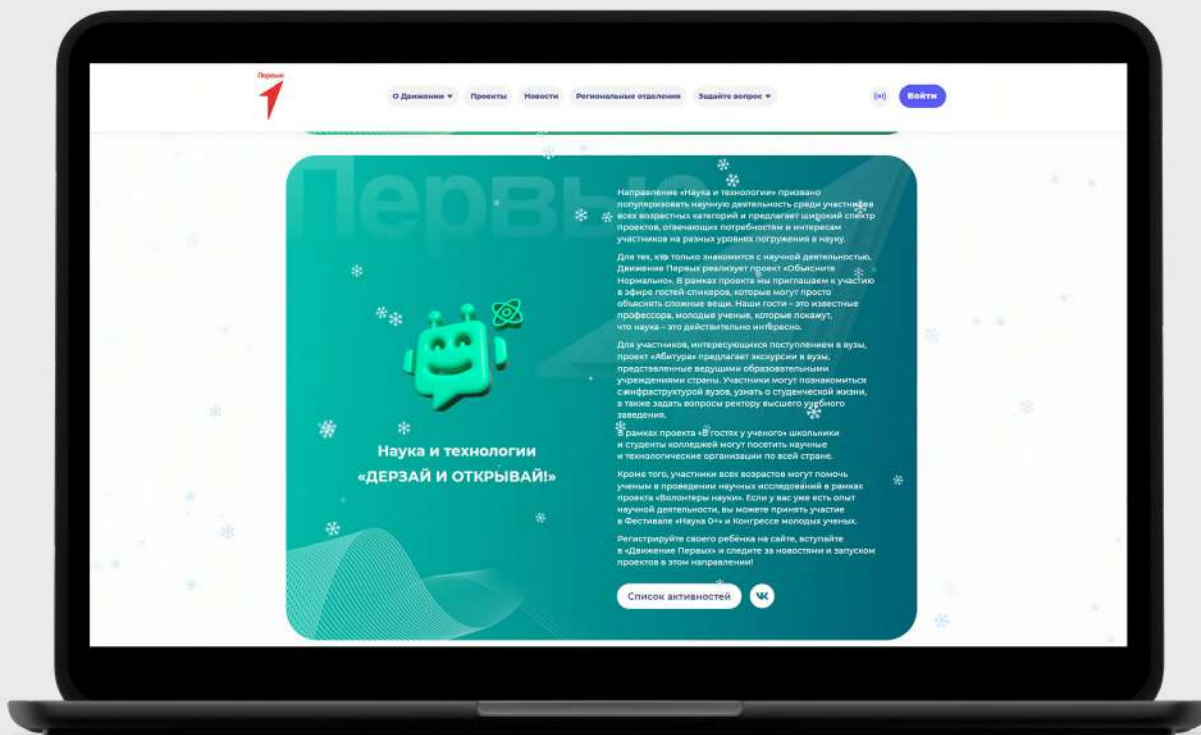 Первые
О Движении
Проекты
Новости
Региональные отделения
Задайте вопрос
Войти
Первые
Наука и технологии
«ДЕРЗАЙ И ОТКРЫВАЙ!»
Направление «Наука и технологии» призвано
популяризовать научную деятельность среди участников
всех возрастных категорий и предлагает широкий спектр
проектов, отвечающих потребностям и интересам
участников на разных уровнях погружения в науку.
Для тех, кто только знакомится с научной деятельностью,
Движение Первых реализует проект «Объясните
Нормально». В рамках проекта мы приглашаем к участию
в эфире гостей-спикеров, которые могут просто
объяснять сложные вещи. Наши гости – это известные
профессора, молодые ученые, которые покажут,
что наука – это действительно интересно.
Для участников, интересующихся поступлением в вузы,
проект «Абитура» предлагает экскурсии в вузы,
представленные ведущими образовательными
учреждениями страны. Участники могут познакомиться
с инфраструктурой вузов, узнать о студенческой жизни,
а также задать вопросы ректору высшего учебного
заведения.
В рамках проекта «В гостях у ученого» школьники
и студенты колледжей могут посетить научные
и технологические организации по всей стране.
Кроме того, участники всех возрастов могут помочь
ученым в проведении научных исследований в рамках
проекта «Волонтеры науки». Если у вас уже есть опыт
научной деятельности, вы можете принять участие
в Фестивале «Наука 0+» и Конгрессе молодых ученых.
Регистрируйте своего ребёнка на сайте, вступайте
в «Движение Первых» и следите за новостями и запуском
проектов в этом направлении!
Список активностей